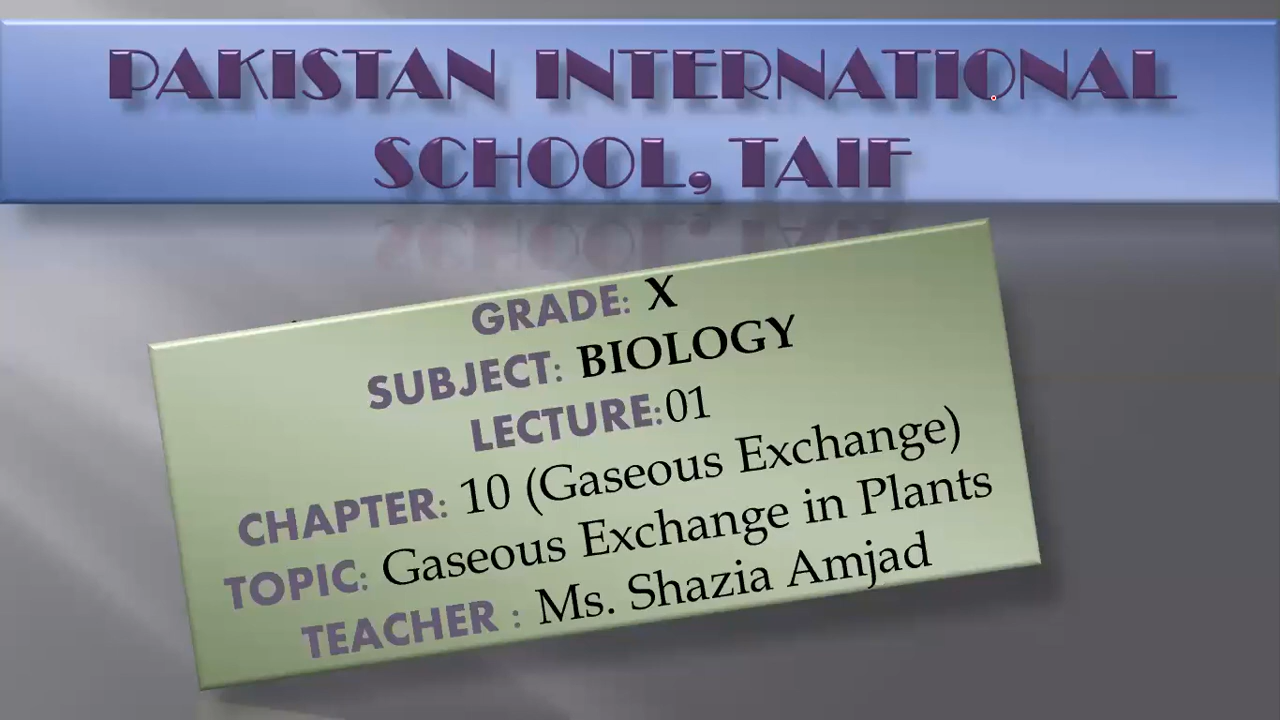 PAKISTAN INTERNATIONAL
SCHOOL, TAIF
GRADE: X
SUBJECT: BIOLOGY
LECTURE:01
CHAPTER: 10 (Gaseous Exchange)
TOPIC: Gaseous Exchange in Plants
TEACHER : Ms. Shazia Amjad